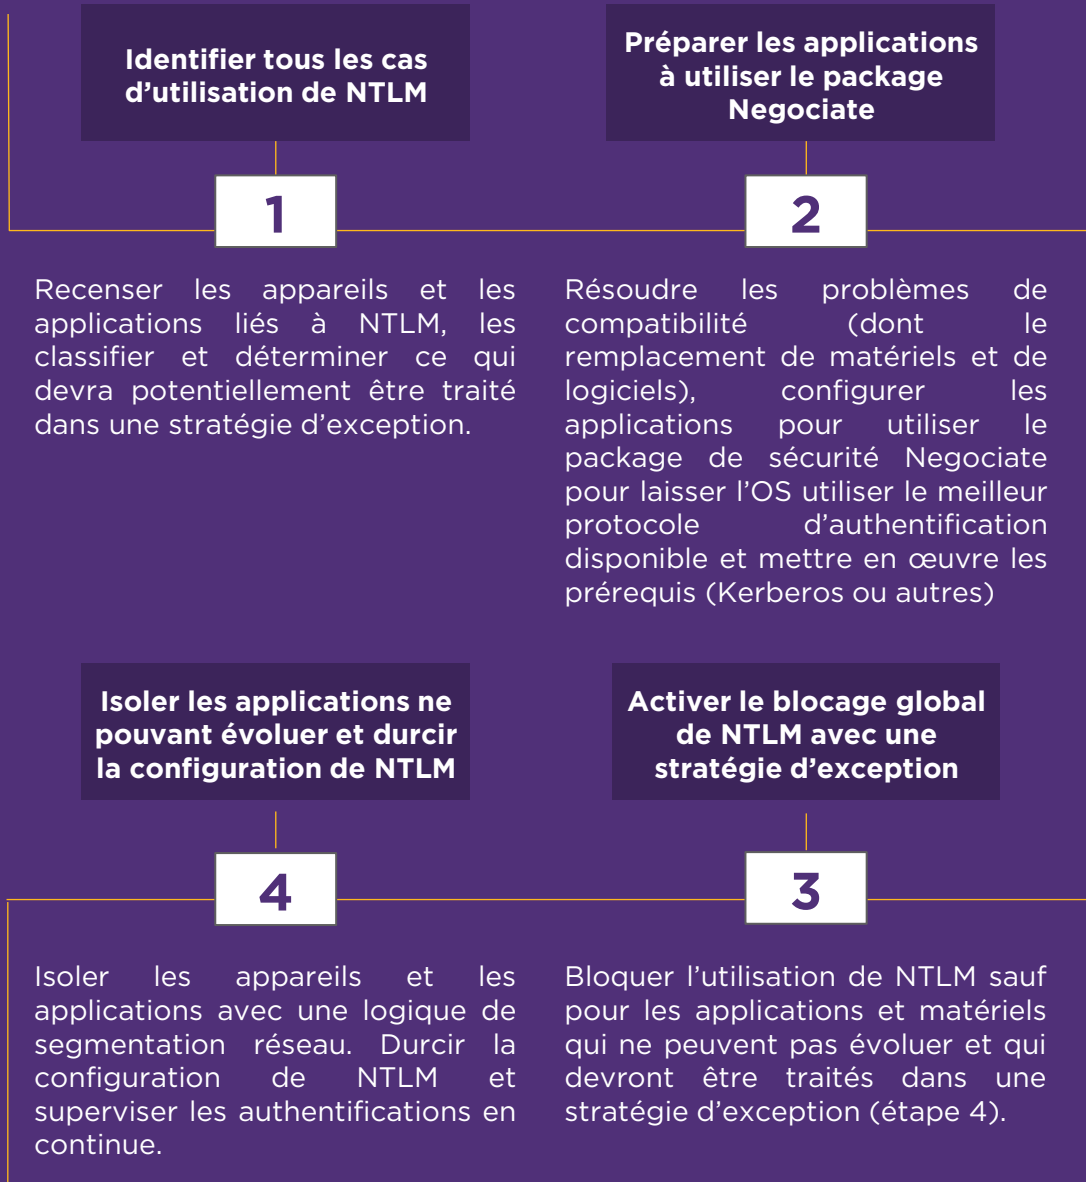 Identifier tous les cas
d’utilisation de NTLM
1
Recenser les appareils et les
applications liés à NTLM, les
classifier et déterminer ce qui
devra potentiellement être traité
dans une stratégie d’exception.
Préparer les applications
à utiliser le package
Negociate
2
Résoudre les problèmes de
compatibilité (dont le
remplacement de matériels et de
logiciels), configurer les
applications pour utiliser le
package de sécurité Negociate
pour laisser l’OS utiliser le meilleur
protocole d’authentification
disponible et mettre en œuvre les
prérequis (Kerberos ou autres)
Activer le blocage global
de NTLM avec une
stratégie d’exception
3
Bloquer l’utilisation de NTLM sauf
pour les applications et matériels
qui ne peuvent pas évoluer et qui
devront être traités dans une
stratégie d’exception (étape 4).
Isoler les applications ne
pouvant évoluer et durcir
la configuration de NTLM
4
Isoler les appareils et les
applications avec une logique de
segmentation réseau. Durcir la
configuration de NTLM et
superviser les authentifications en
continue.